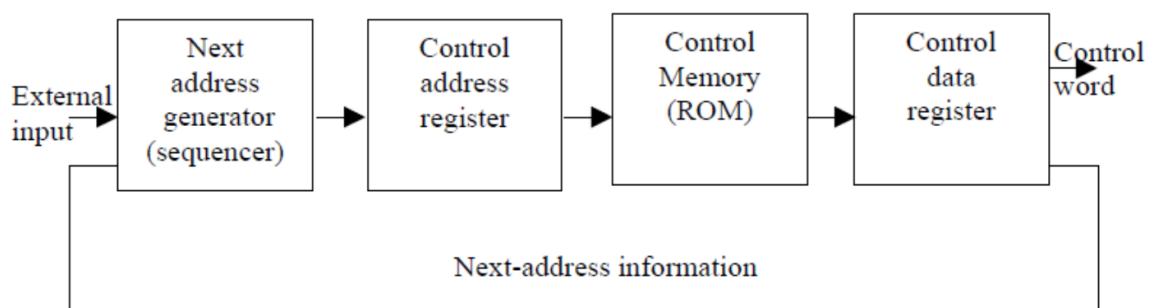 External
input
Next
address
generator
(sequencer)
Control
address
register
Control
Memory
(ROM)
Control
data
register
Control
word
Next-address information